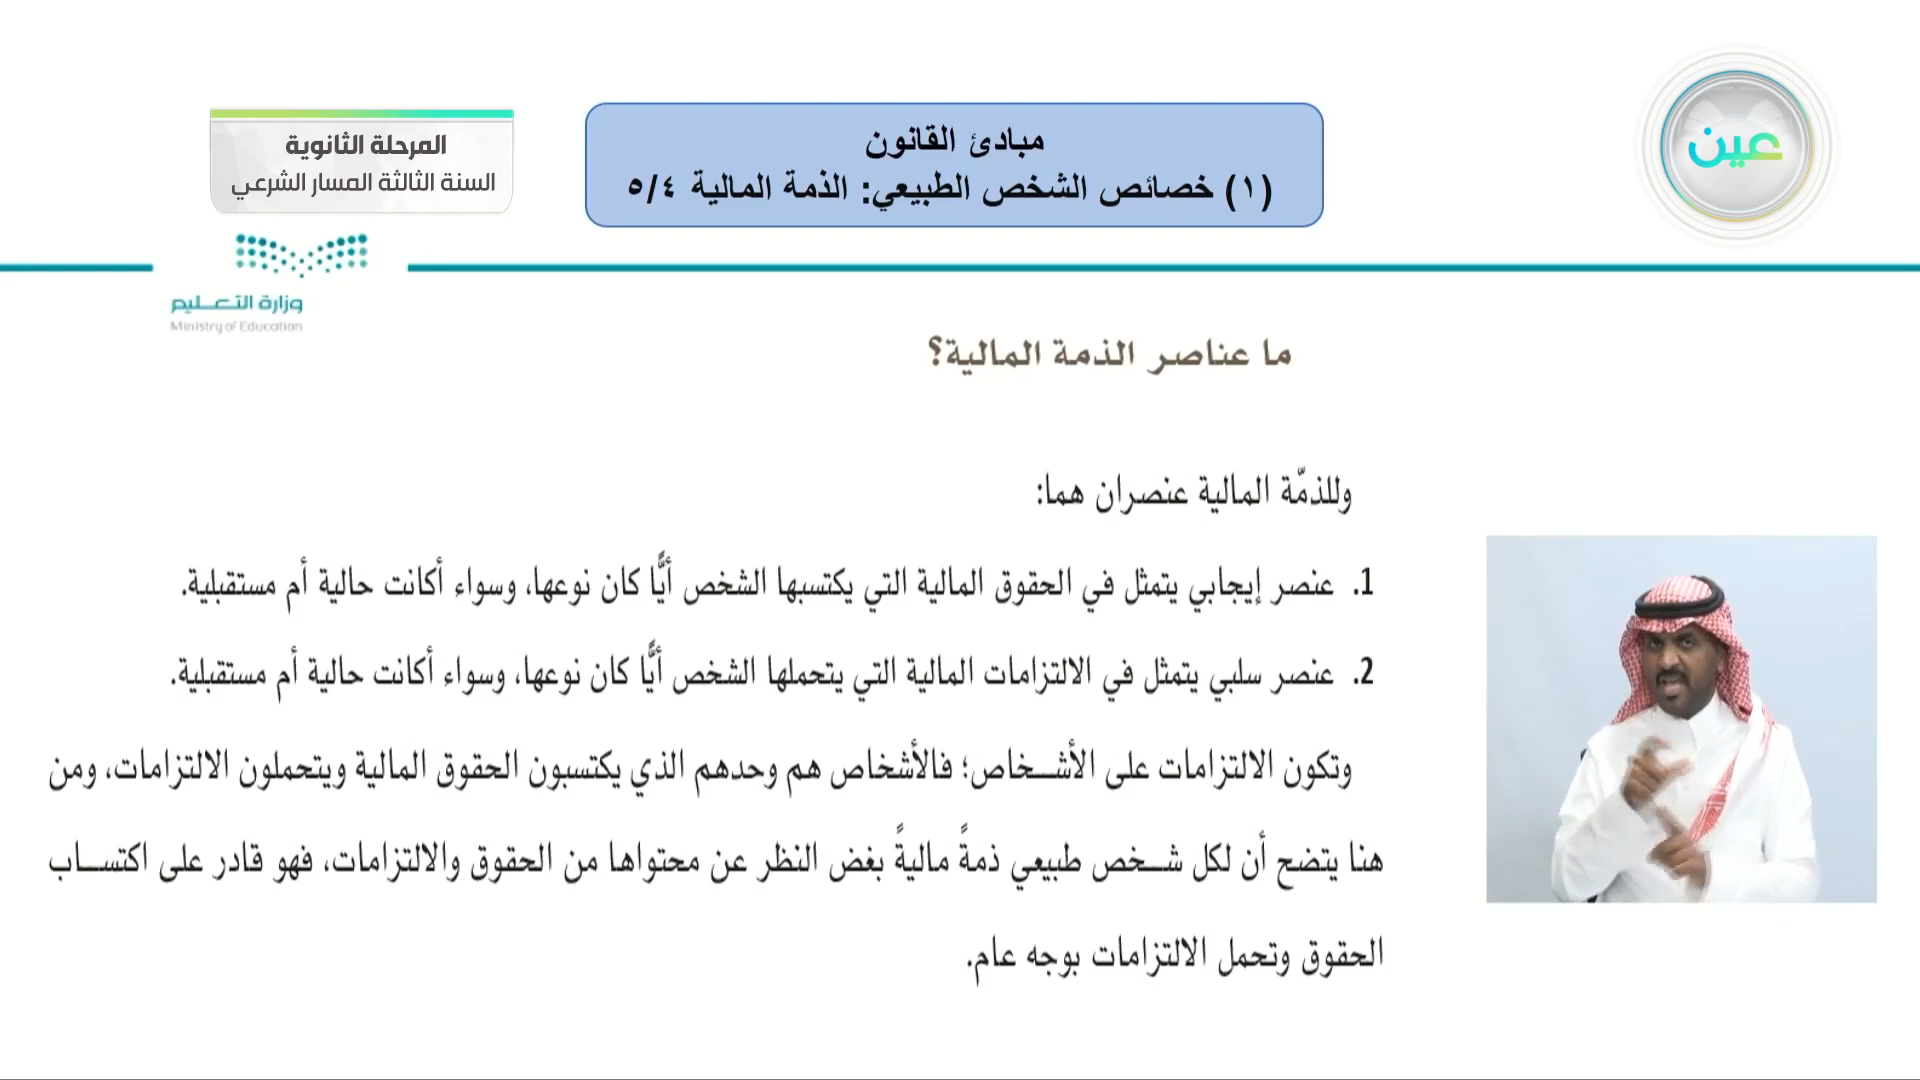 عين
مبادئ القانون
(١) خصائص الشخص الطبيعي: الذمة المالية ٥/٤
المرحلة الثانوية
السنة الثالثة المسار الشرعي
وزارة التعـــليم
Ministry of Education
ما عناصر الذمة المالية؟
وللذمّة المالية عنصران هما:
1. عنصر إيجابي يتمثل في الحقوق المالية التي يكتسبها الشخص أيًّا كان نوعها، وسواء أكانت حالية أم مستقبلية.
2. عنصر سلبي يتمثل في الالتزامات المالية التي يتحملها الشخص أيًّا كان نوعها، وسواء أكانت حالية أم مستقبلية.
وتكون الالتزامات على الأشــخاص؛ فالأشخاص هم وحدهم الذي يكتسبون الحقوق المالية ويتحملون الالتزامات، ومن
هنا يتضح أن لكل شــخص طبيعي ذمةً ماليةً بغض النظر عن محتواها من الحقوق والالتزامات، فهو قادر على اكتســاب
الحقوق وتحمل الالتزامات بوجه عام.